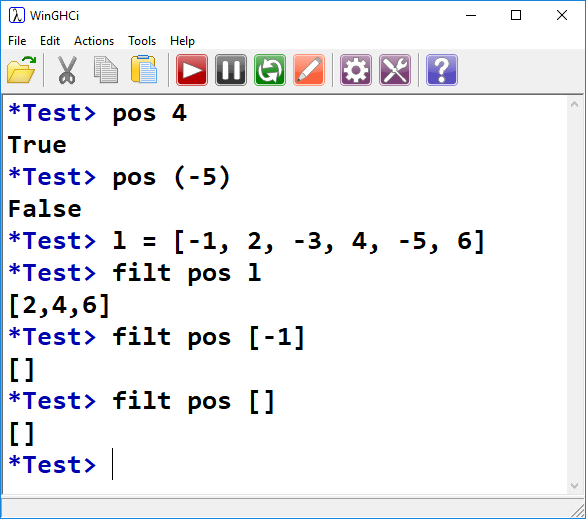 WinGHCi
File Edit Actions Tools Help
*Test> pos 4
True
*Test> pos (-5)
False
*Test> l = [-1, 2, -3, 4, -5, 6]
*Test> filt pos l
[2,4,6]
*Test> filt pos [-1]
[]
*Test> filt pos []
[]
*Test>